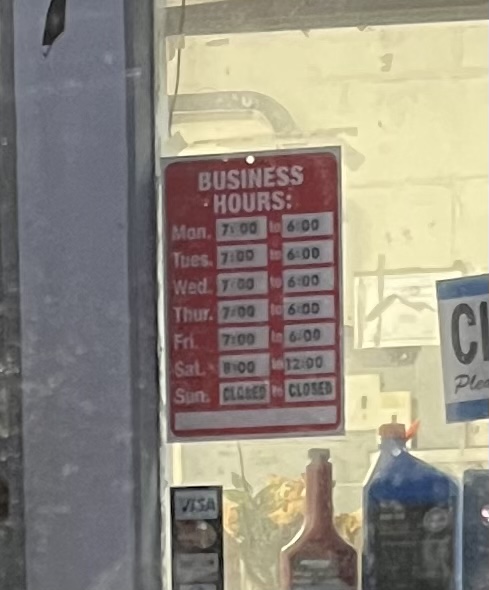 BUSINESS
HOURS:
Mon. 7:00 to 6:00
Tues. 7:00 to 6:00
Wed. 7:00 to 6:00
Thur. 7:00 to 6:00
Fri. 7:00 to 6:00
Sat. 8:00 to 12:00
Sun. CLOSED to CLOSED
VISA